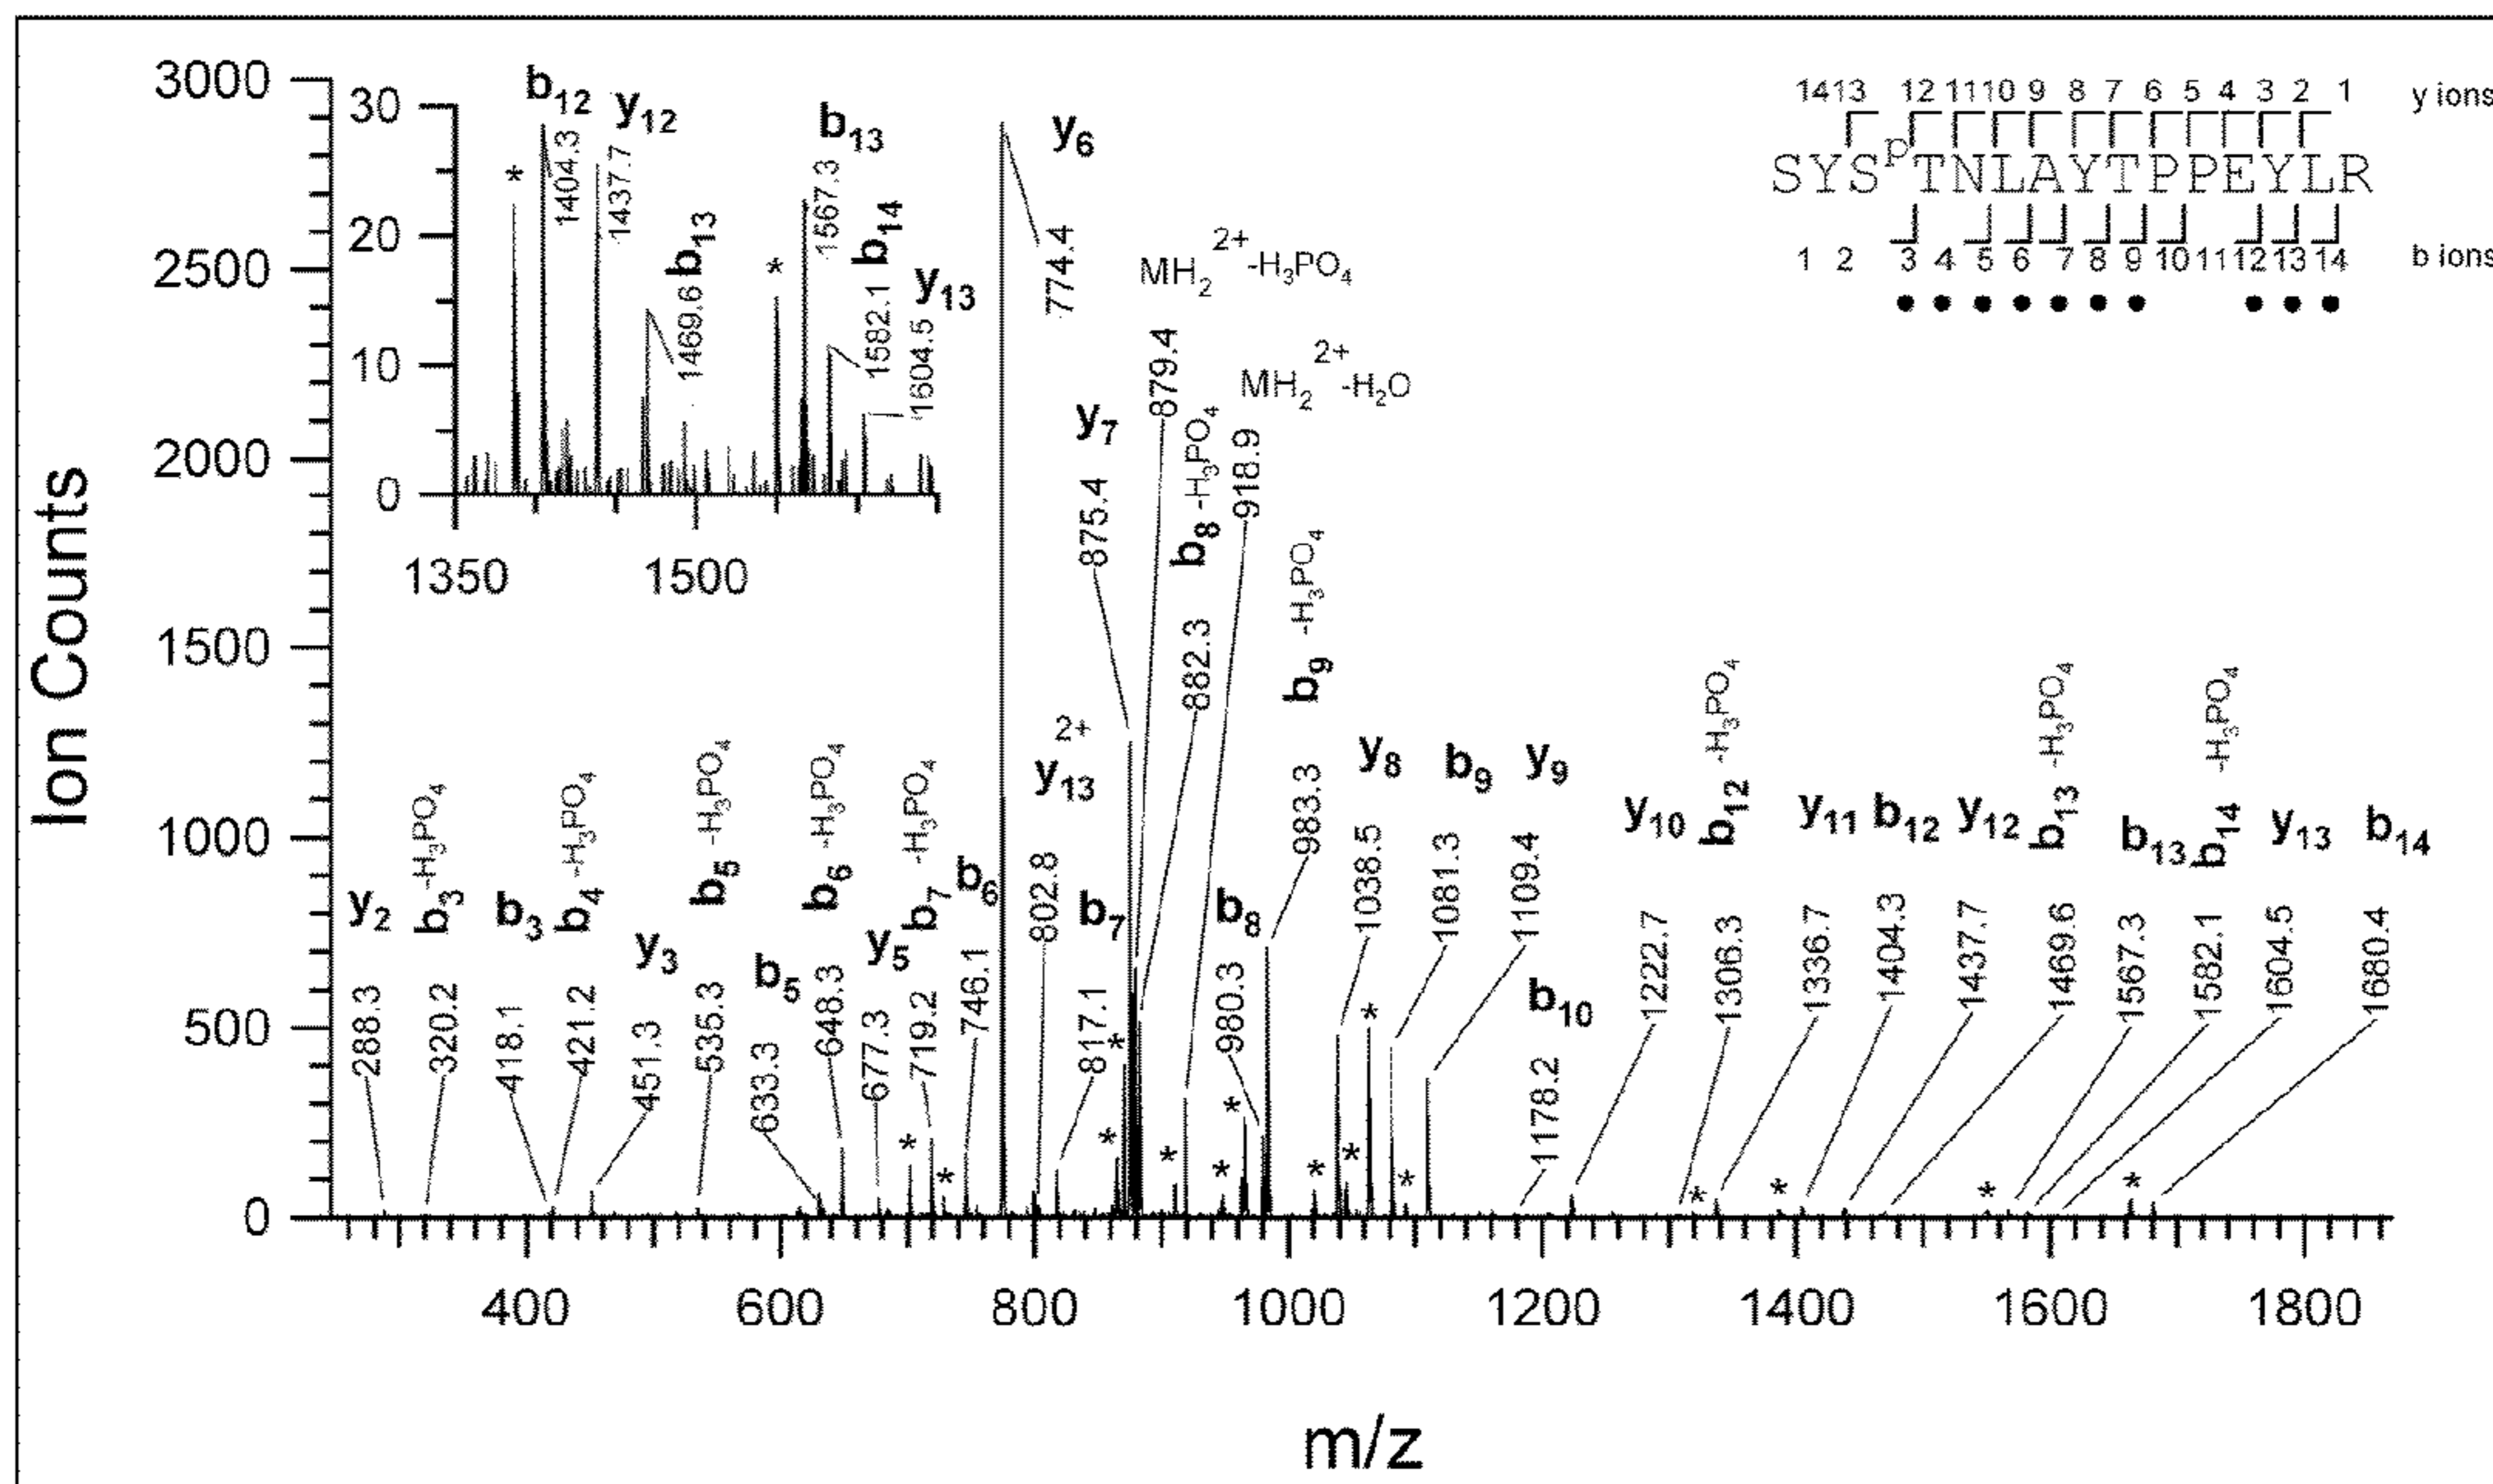 Ion Counts
3000
2500
2000
1500
1000
500
0
30
20
10
0
1350 1500
*
b12
1404.3
y12
1437.7
b13
1469.6
*
b13
1567.3
b14
1582.1
y13
1604.5
1413 12 11 10 9 8 7 6 5 4 3 2 1 y ions
SYSpTNLAYTPPEYLR
1 2 3 4 5 6 7 8 9 10 11 12 13 14 b ions
y2
288.3
b3 -H3PO4
320.2
b3
418.1
b4 -H3PO4
421.2
y3
451.3
b5 -H3PO4
535.3
b5
633.3
b6 -H3PO4
648.3
y5
677.3
*
b7 -H3PO4
719.2
*
b6
746.1
y6
774.4
y13 2+
802.8
b7
817.1
*
*
y7
875.4
MH2 2+ -H3PO4
879.4
b8 -H3PO4
882.3
*
MH2 2+ -H2O
918.9
*
*
b8
980.3
b9 -H3PO4
983.3
*
y8
1038.5
*
*
b9
1081.3
*
y9
1109.4
b10
1178.2
y10
1222.7
b12 -H3PO4
1306.3
*
y11
1336.7
*
b12
1404.3
y12
1437.7
b13 -H3PO4
1469.6
*
b13
1567.3
b14 -H3PO4
1582.1
y13
1604.5
*
b14
1680.4
400 600 800 1000 1200 1400 1600 1800
m/z